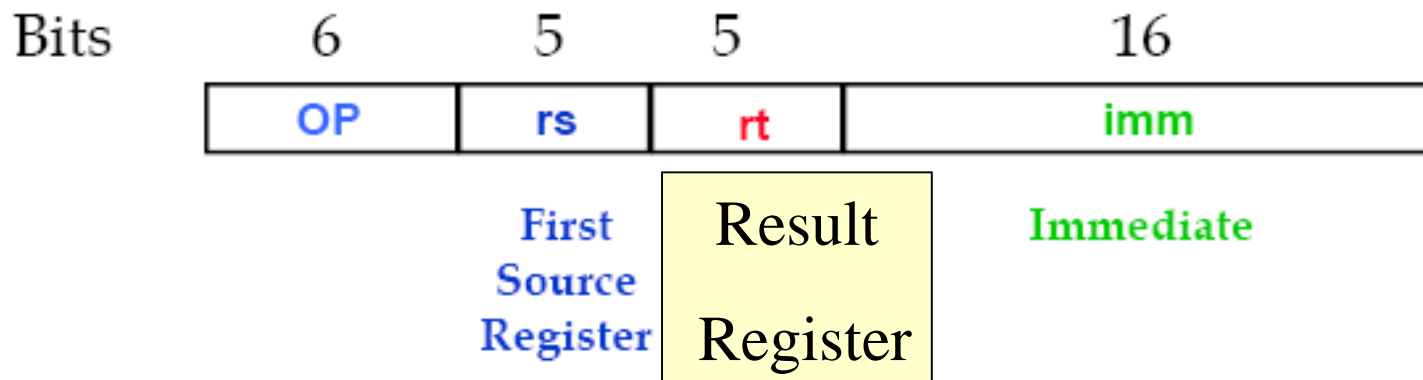 Bits 6 5 5 16
OP rs rt imm
First Result Immediate
Source
Register Register